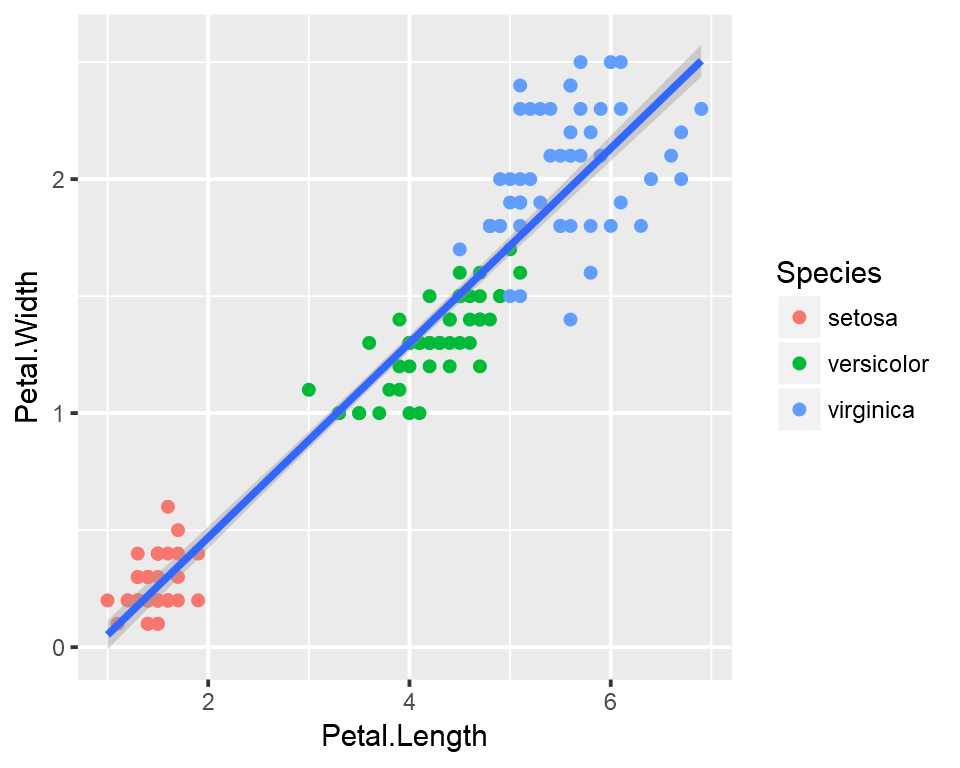 2
1
0
Petal.Width
2
4
6
Petal.Length
Species
setosa
versicolor
virginica